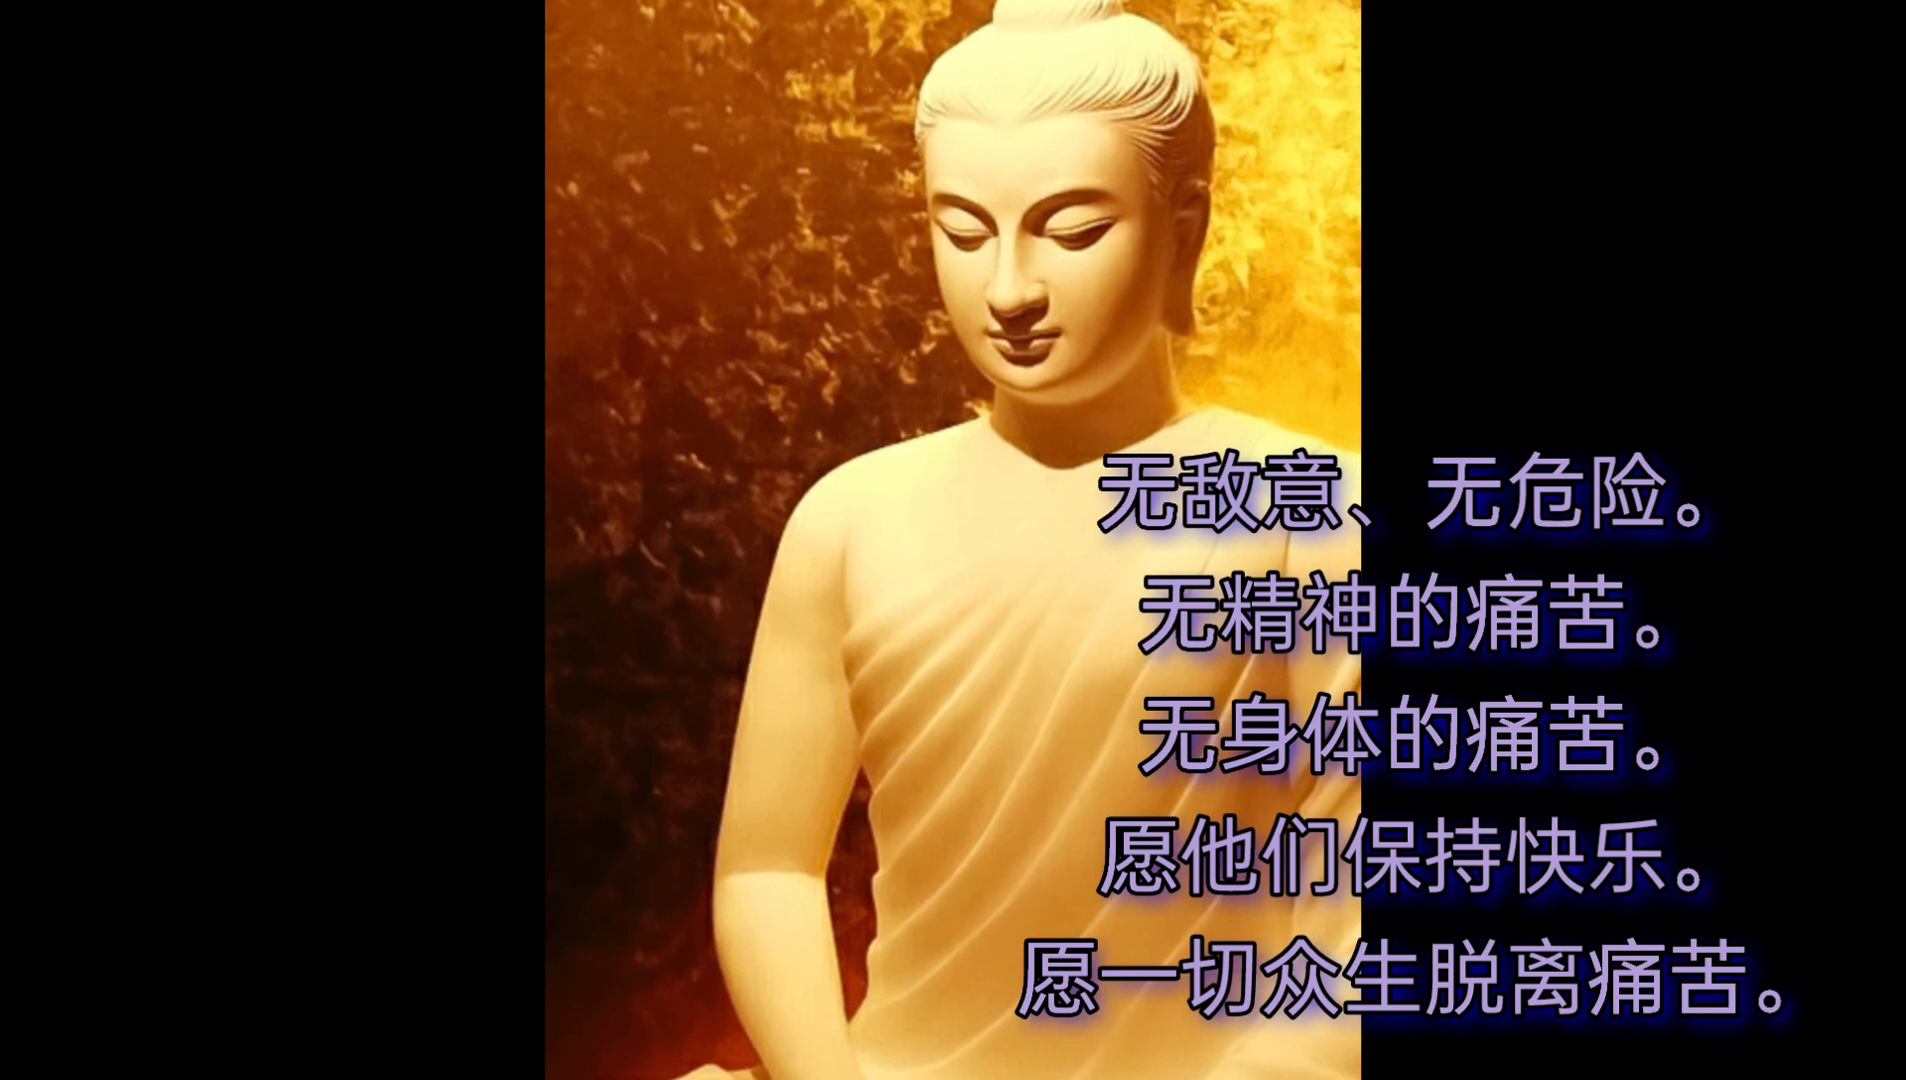 无敌意、无危险。
无精神的痛苦。
无身体的痛苦。
愿他们保持快乐。
愿一切众生脱离痛苦。